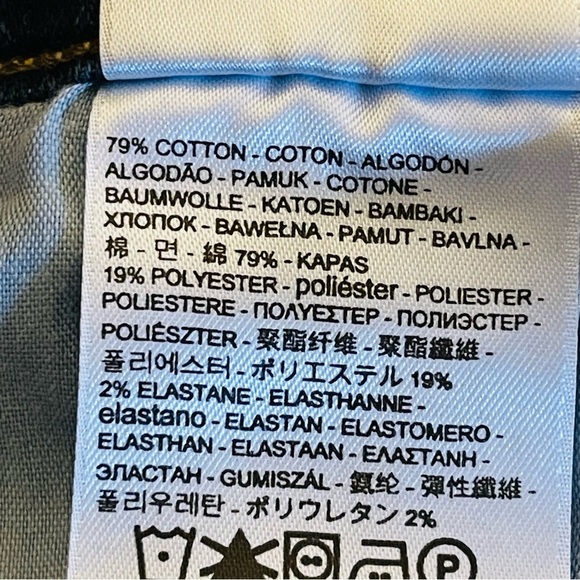 79% COTTON - COTON - ALGODÓN -
ALGODÃO - PAMUK - COTONE -
BAUMWOLLE - KATOEN - BAMBAKI -
ХЛОПОК - BAWEŁNA - PAMUT - BAVLNA -
棉 - 면 - 綿 79% - KAPAS
19% POLYESTER - poliéster - POLIESTER -
POLIESTERE - ΠΟΛΥΕΣΤΕΡ - ПОЛИЭСТЕР -
POLIÉSZTER - 聚酯纤维 - 聚酯纖維 -
폴리에스터 - ポリエステル 19%
2% ELASTANE - ELASTHANNE -
elastano - ELASTAN - ELASTOMERO -
ELASTHAN - ELASTAAN - ΕΛΑΣΤΑΝΗ -
ЭЛАСТАН - GUMISZÁL - 氨纶 - 彈性纖維 -
폴리우레탄 - ポリウレタン 2%
P